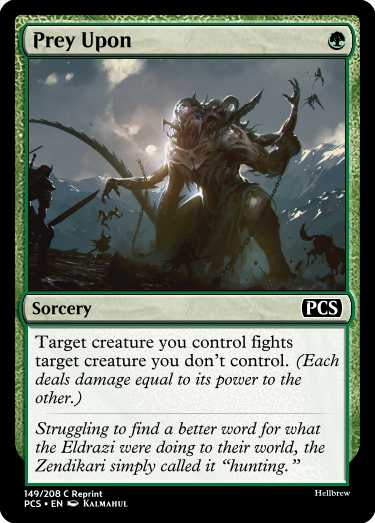 Prey Upon
Sorcery
PCS
Target creature you control fights
target creature you don't control. (Each
deals damage equal to its power to the
other.)
Struggling to find a better word for what
the Eldrazi were doing to their world, the
Zendikari simply called it “hunting.”
149/208 C Reprint
Hellbrew
PCS • EN Kalmahul